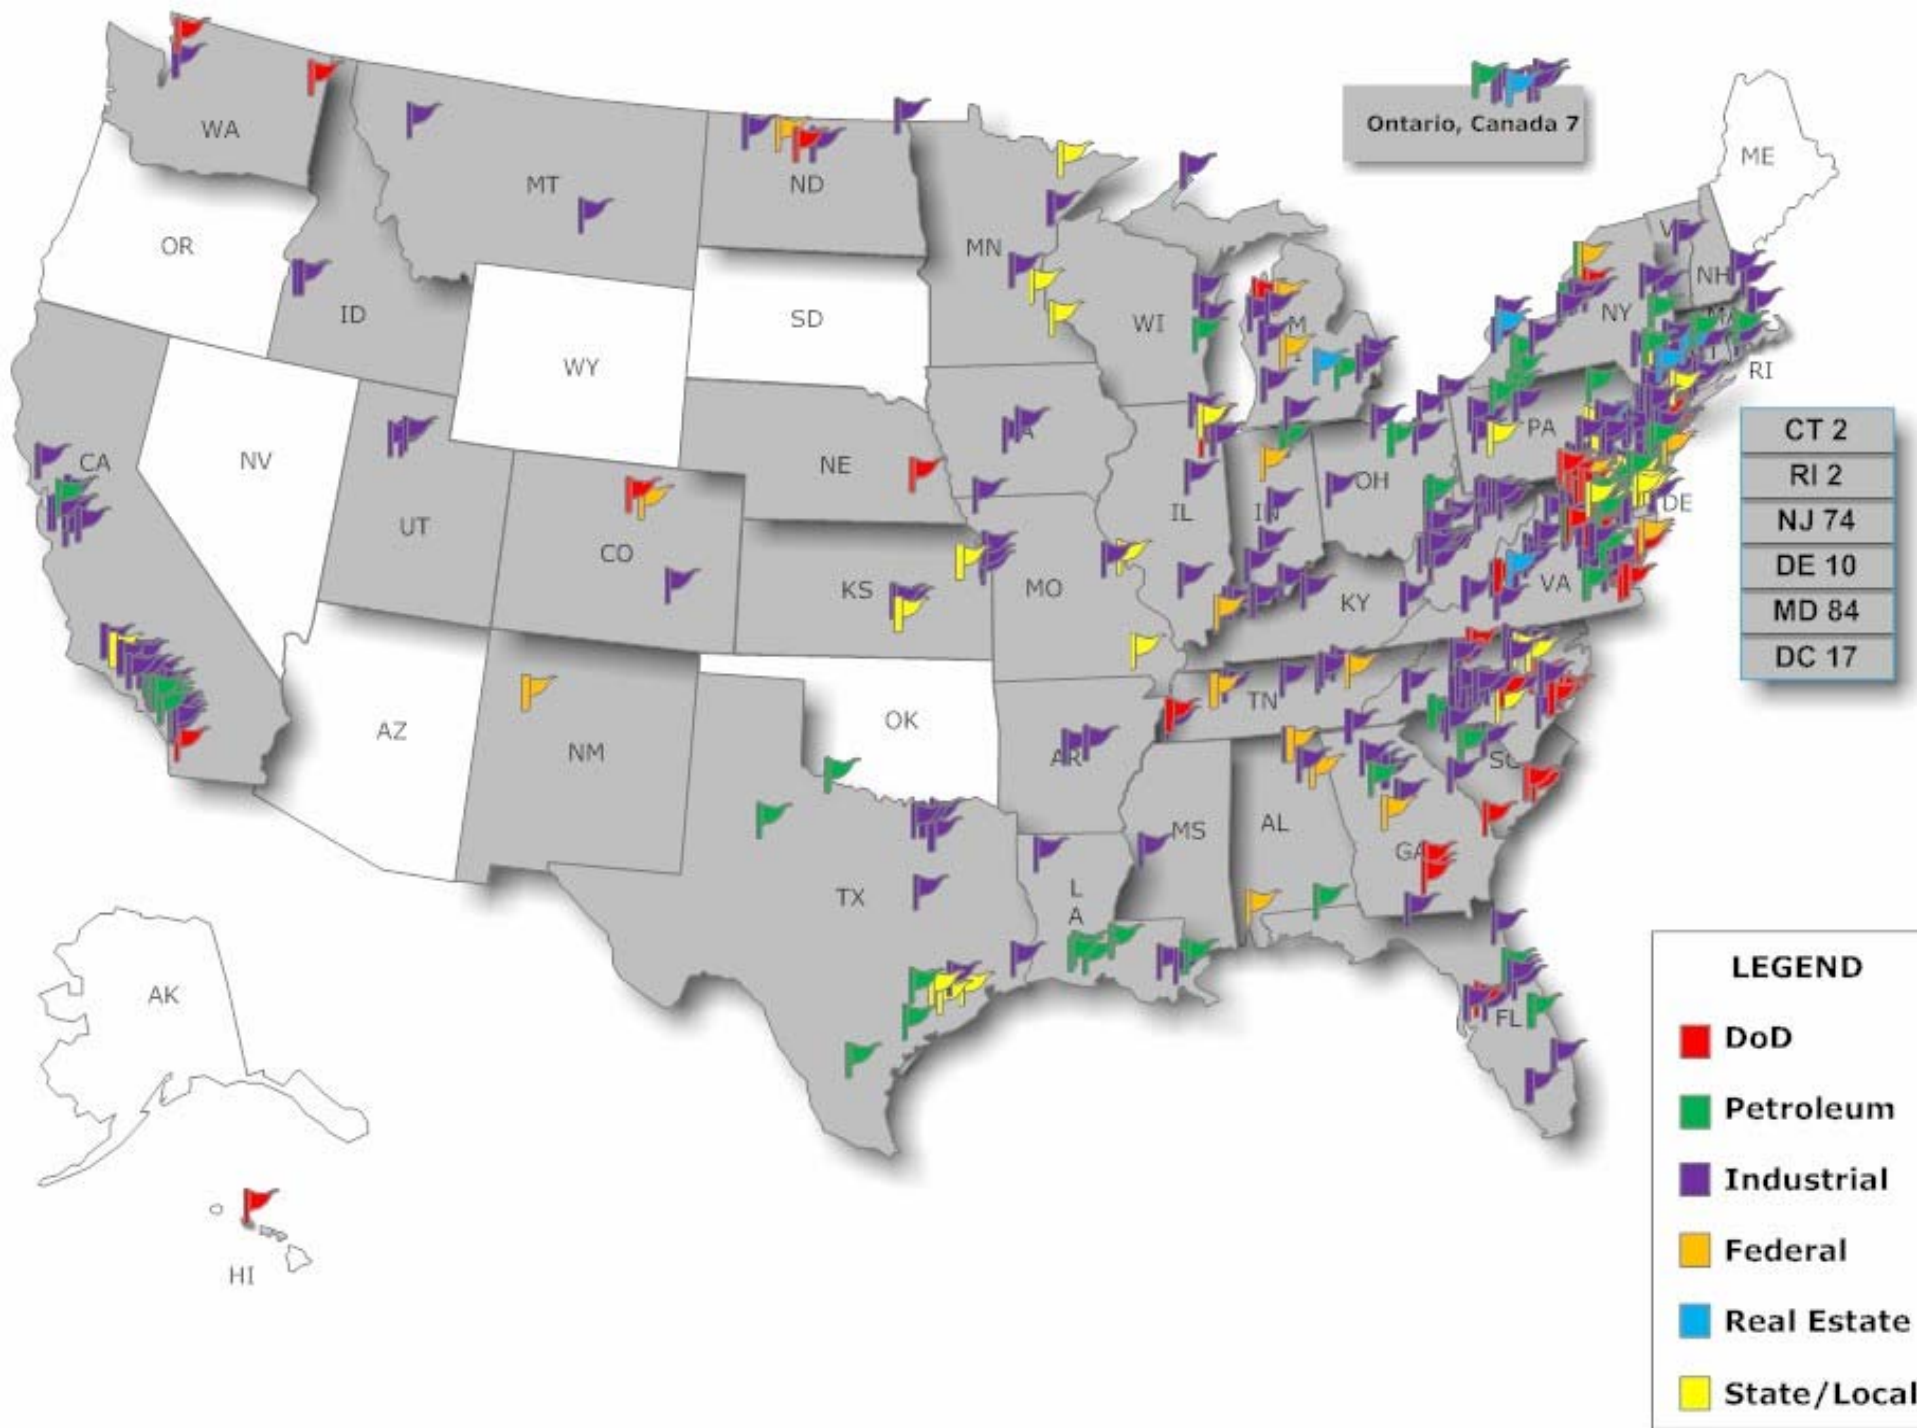 Ontario, Canada 7
ME
WA
MT
ND
MN
OR
ID
SD
WI
NY
NH
WY
RI
NV
CA
NE
PA
OH
IL
DE
UT
CO
KS
MO
KY
VA
TN
AZ
NM
OK
AR
SC
MS
AL
GA
TX
L
A
FL
AK
HI
CT 2
RI 2
NJ 74
DE 10
MD 84
DC 17
LEGEND
DoD
Petroleum
Industrial
Federal
Real Estate
State/Local